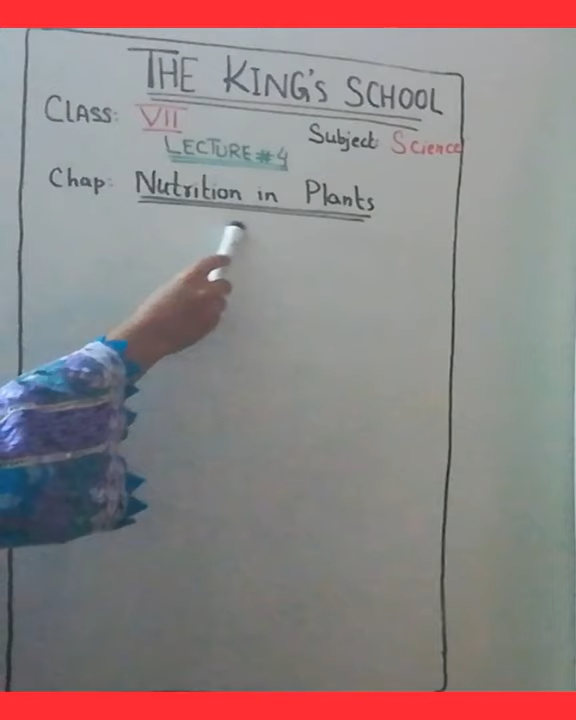 THE KING'S SCHOOL
CLASS: VII
Subject: Science
LECTURE # 4
Chap: Nutrition in Plants